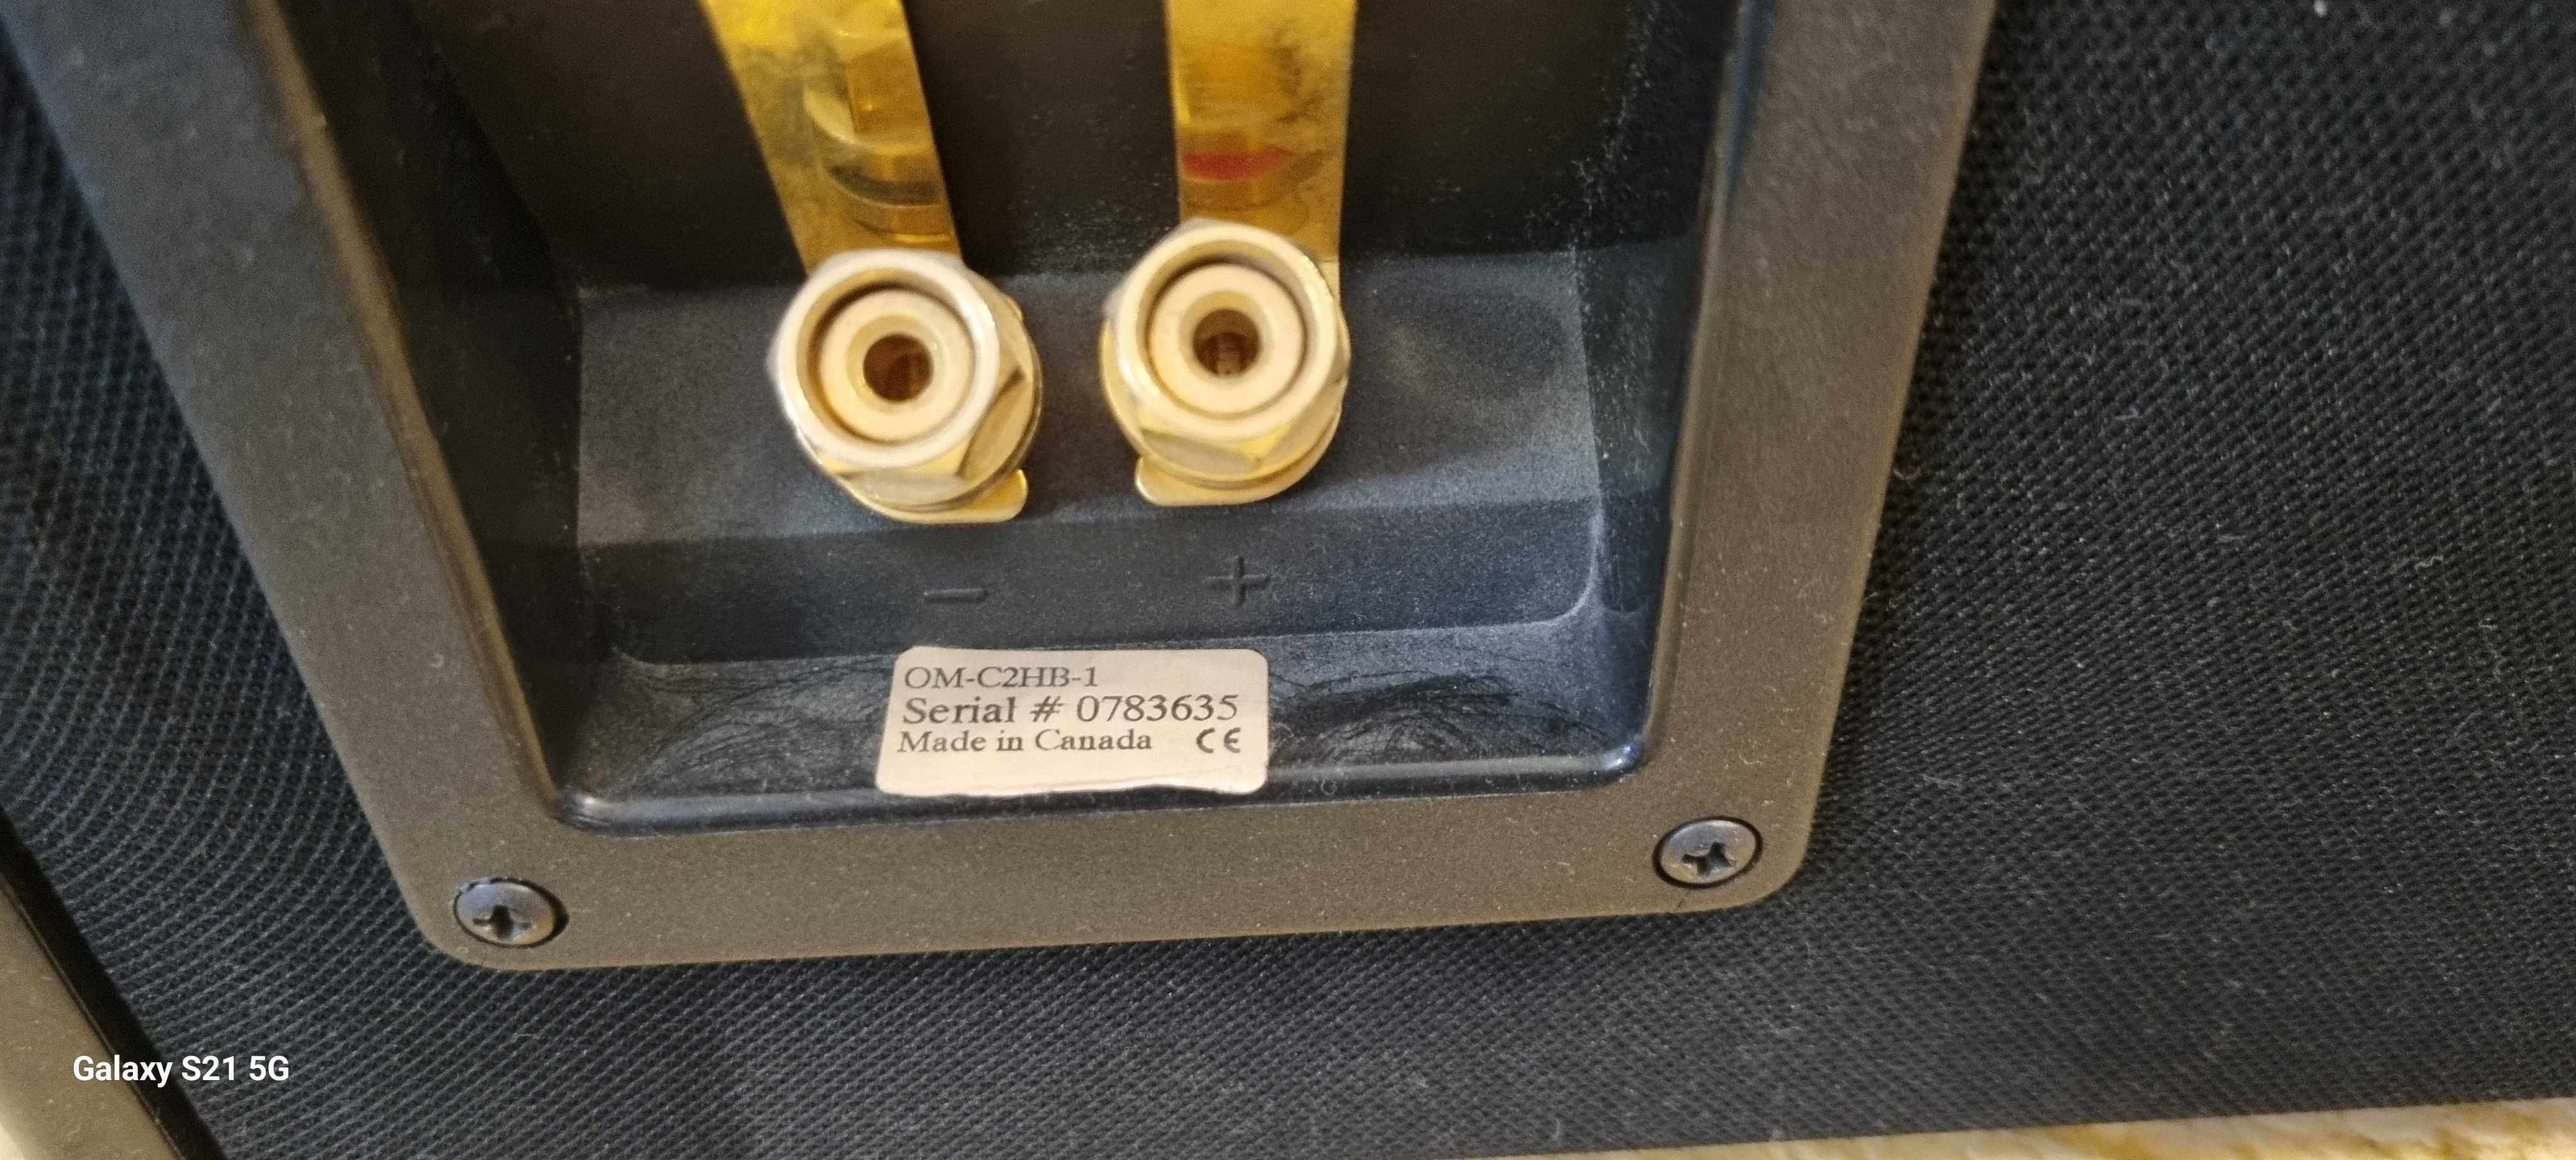 − +
OM-C2HB-1
Serial # 0783635
Made in Canada CE
Galaxy S21 5G